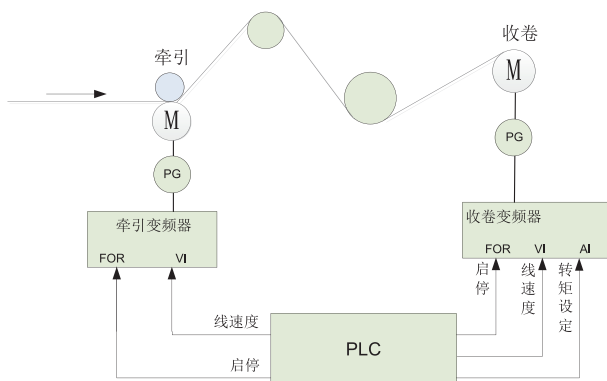 收卷
牵引
M
M
PG
PG
牵引变频器
FOR VI
收卷变频器
FOR VI AI
启停
线速度
转矩设定
线速度
启停
PLC